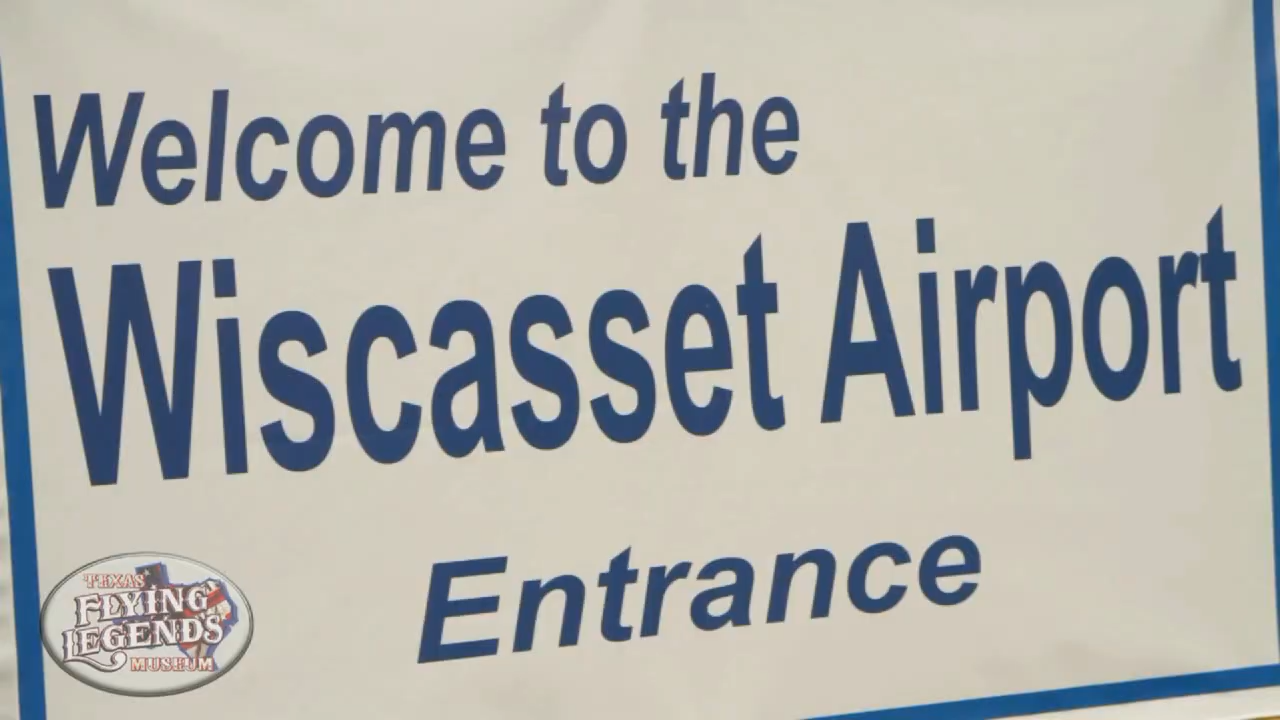 Welcome to the
Wiscasset Airport
Entrance
TEXAS
FLYING
LEGENDS
MUSEUM